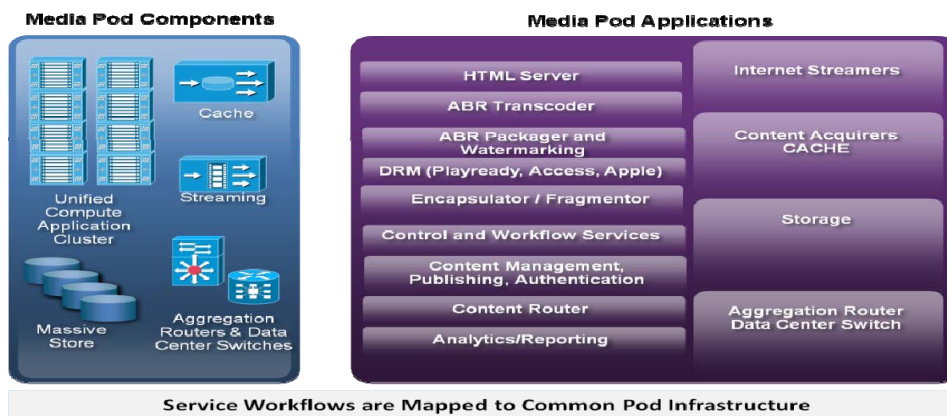 Media Pod Components
Cache
Streaming
Unified
Compute
Application
Cluster
Massive
Store
Aggregation
Routers & Data
Center Switches
Media Pod Applications
HTML Server
ABR Transcoder
ABR Packager and
Watermarking
DRM (Playready, Access, Apple)
Encapsulator / Fragmentor
Control and Workflow Services
Content Management,
Publishing, Authentication
Content Router
Analytics/Reporting
Internet Streamers
Content Acquirers
CACHE
Storage
Aggregation Router
Data Center Switch
Service Workflows are Mapped to Common Pod Infrastructure